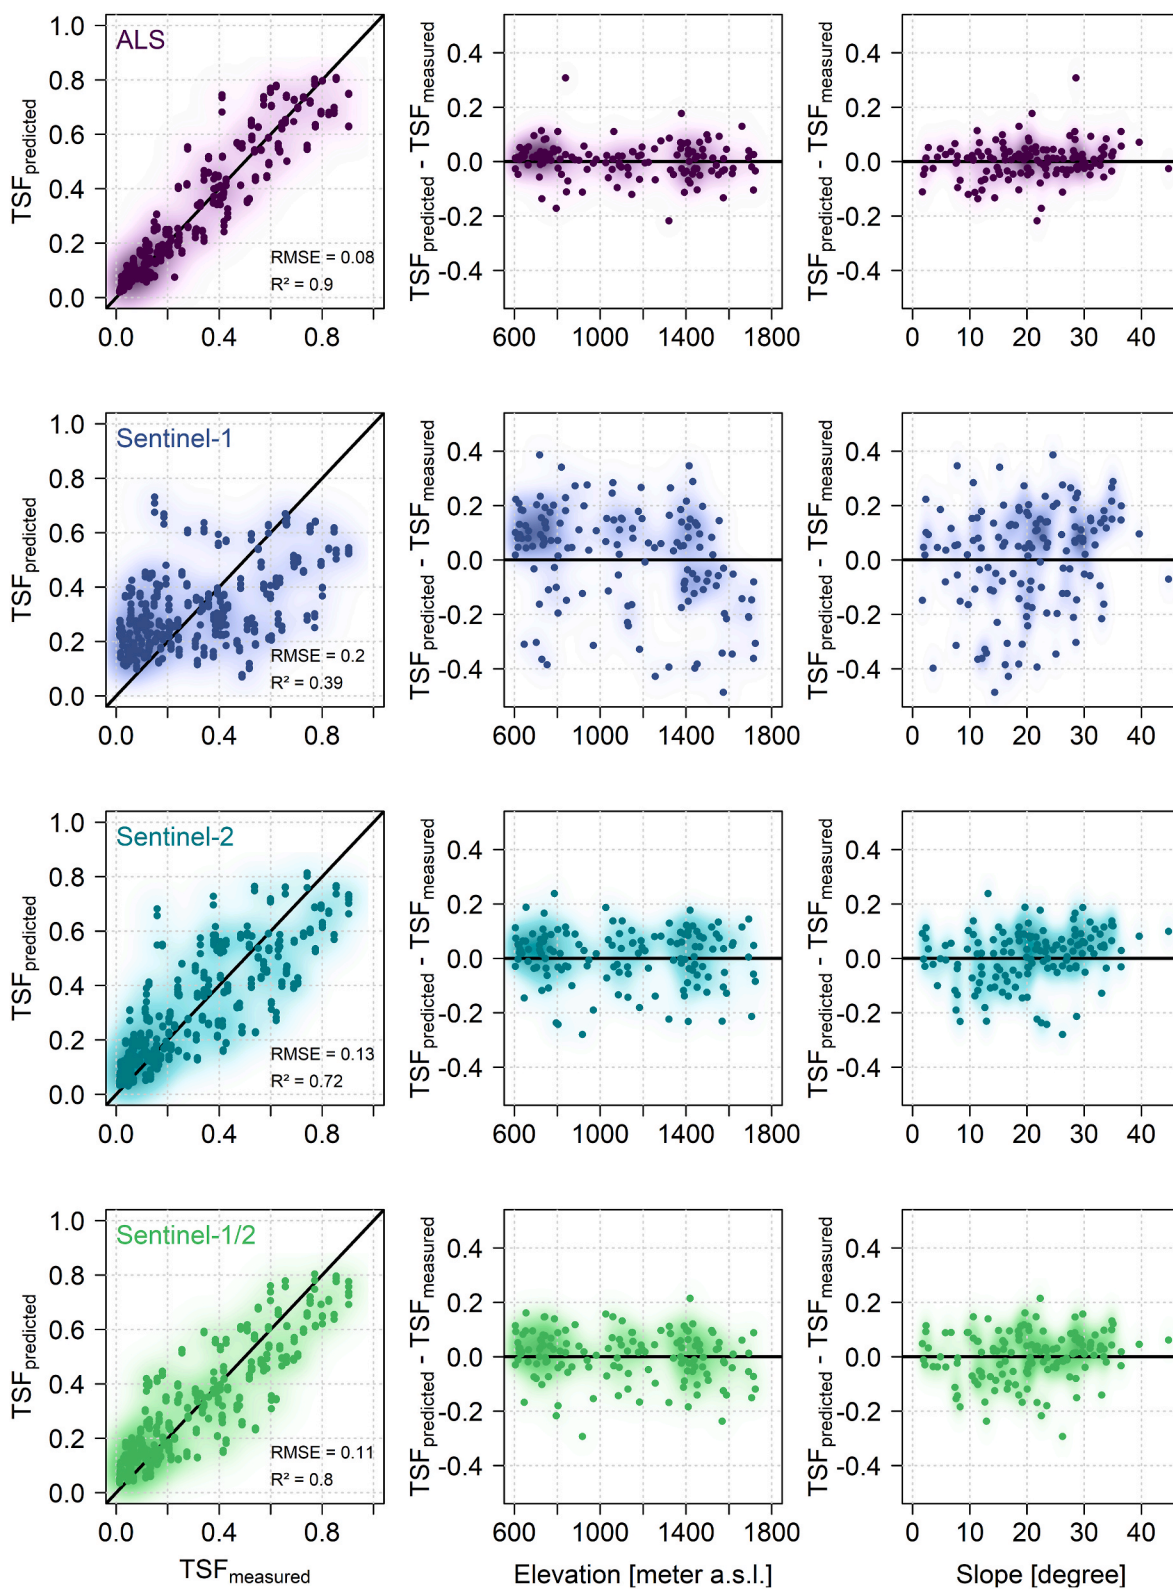 ALS
TSFpredicted
1.0
0.8
0.6
0.4
0.2
0.0
RMSE = 0.08
R² = 0.9
0.0 0.4 0.8
TSFpredicted - TSFmeasured
0.4
0.2
0.0
-0.2
-0.4
600 1000 1400 1800
TSFpredicted - TSFmeasured
0.4
0.2
0.0
-0.2
-0.4
0 10 20 30 40
Sentinel-1
TSFpredicted
1.0
0.8
0.6
0.4
0.2
0.0
RMSE = 0.2
R² = 0.39
0.0 0.4 0.8
TSFpredicted - TSFmeasured
0.4
0.2
0.0
-0.2
-0.4
600 1000 1400 1800
TSFpredicted - TSFmeasured
0.4
0.2
0.0
-0.2
-0.4
0 10 20 30 40
Sentinel-2
TSFpredicted
1.0
0.8
0.6
0.4
0.2
0.0
RMSE = 0.13
R² = 0.72
0.0 0.4 0.8
TSFpredicted - TSFmeasured
0.4
0.2
0.0
-0.2
-0.4
600 1000 1400 1800
TSFpredicted - TSFmeasured
0.4
0.2
0.0
-0.2
-0.4
0 10 20 30 40
Sentinel-1/2
TSFpredicted
1.0
0.8
0.6
0.4
0.2
0.0
RMSE = 0.11
R² = 0.8
0.0 0.4 0.8
TSFmeasured
TSFpredicted - TSFmeasured
0.4
0.2
0.0
-0.2
-0.4
600 1000 1400 1800
Elevation [meter a.s.l.]
TSFpredicted - TSFmeasured
0.4
0.2
0.0
-0.2
-0.4
0 10 20 30 40
Slope [degree]